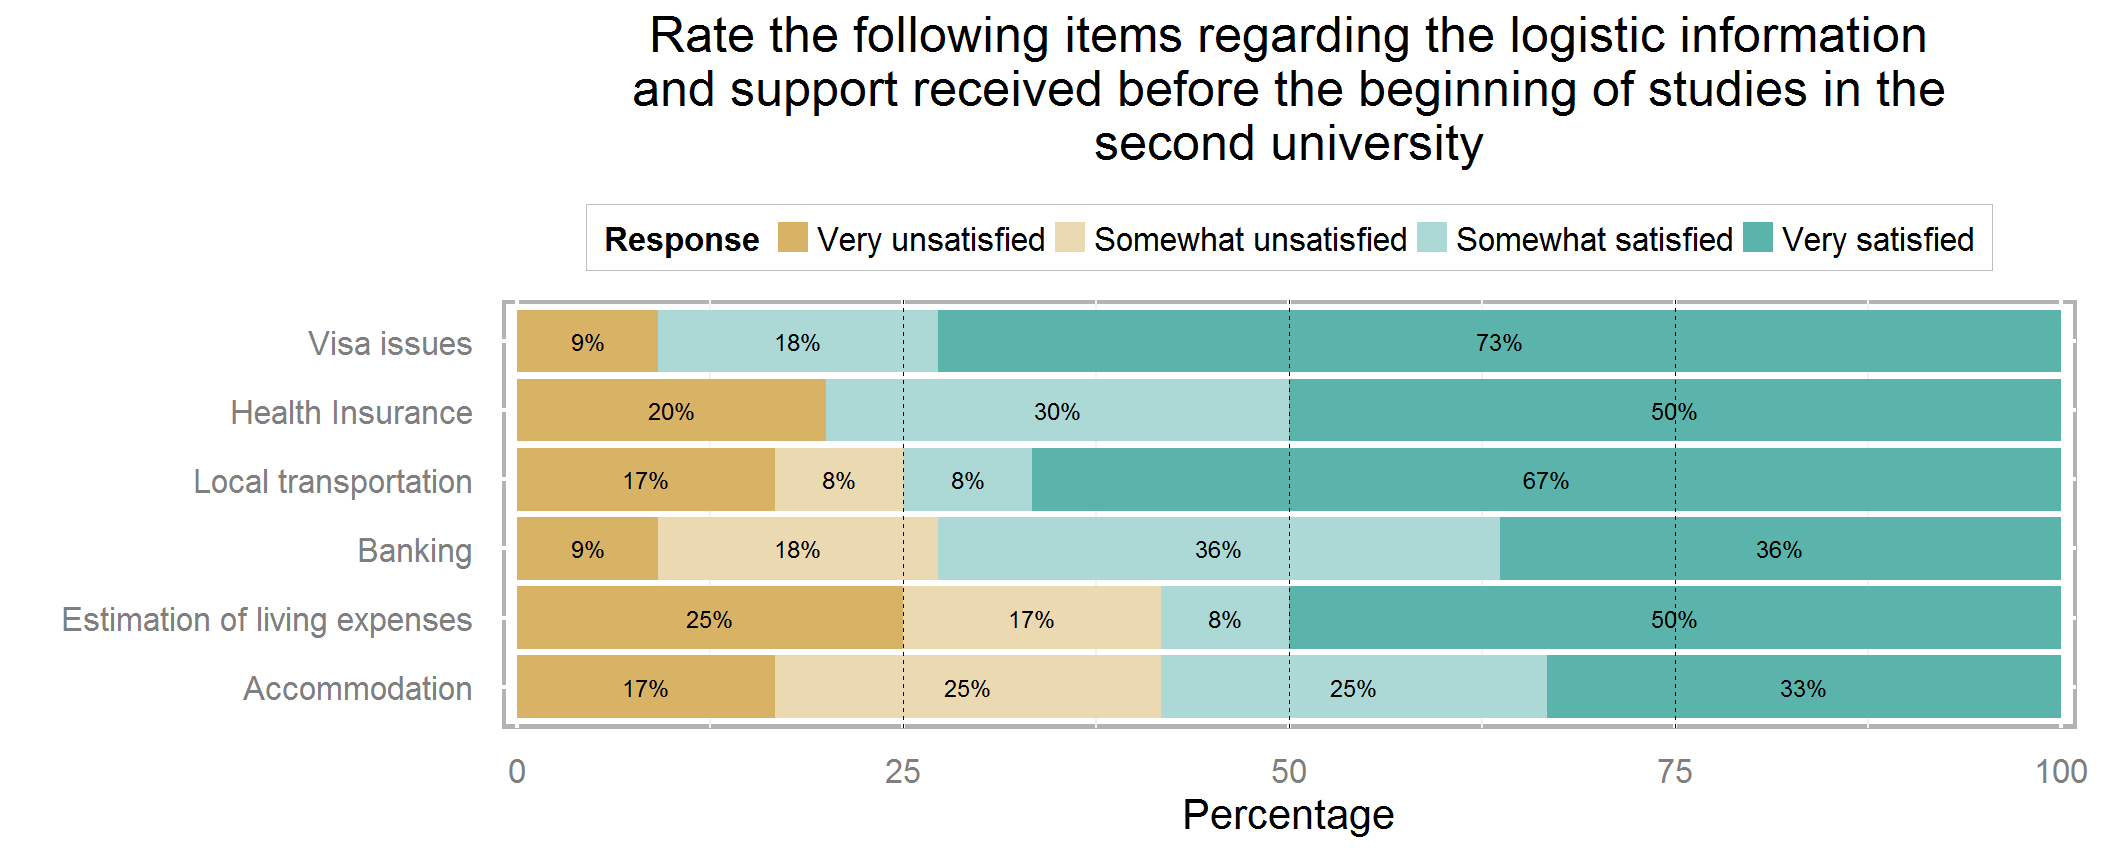 Rate the following items regarding the logistic information
and support received before the beginning of studies in the
second university
Response Very unsatisfied Somewhat unsatisfied Somewhat satisfied Very satisfied
Visa issues 9% 18% 73%
Health Insurance 20% 30% 50%
Local transportation 17% 8% 8% 67%
Banking 9% 18% 36% 36%
Estimation of living expenses 25% 17% 8% 50%
Accommodation 17% 25% 25% 33%
0 25 50 75 100
Percentage